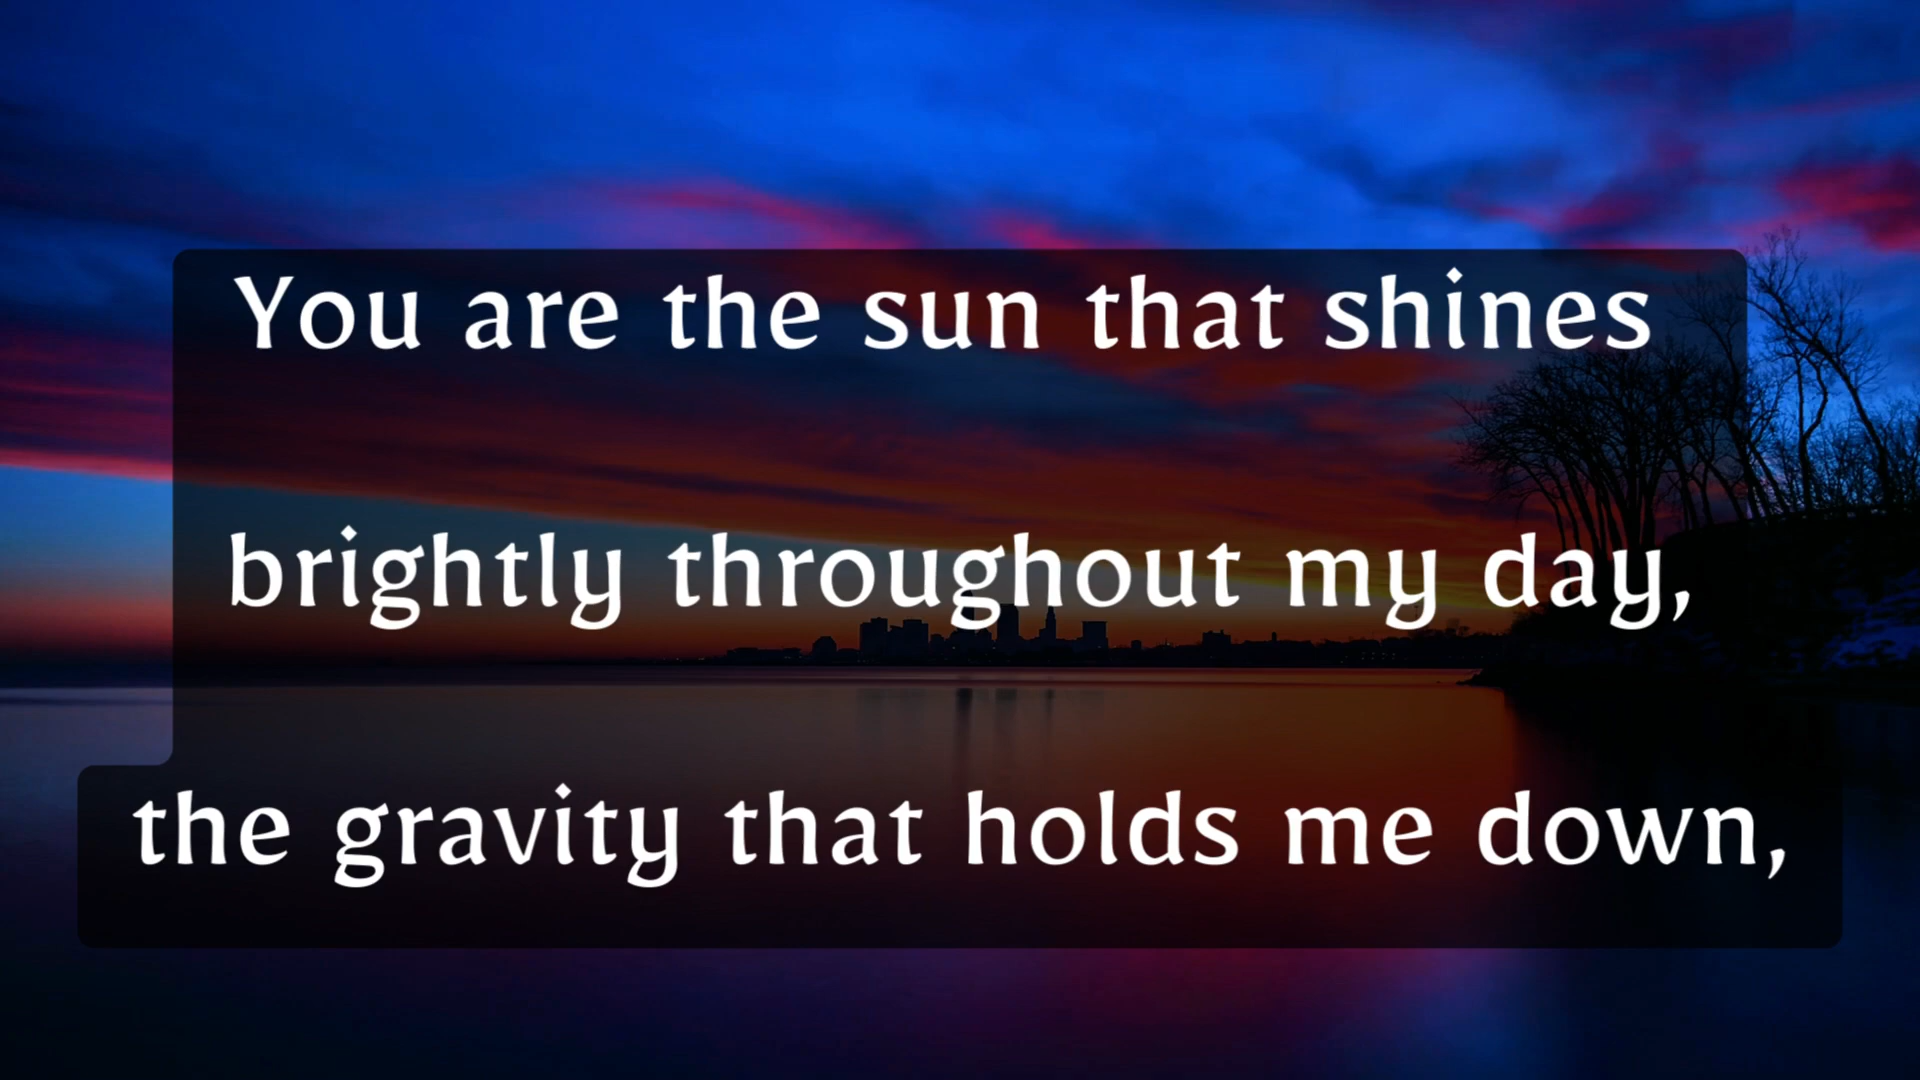 You are the sun that shines
brightly throughout my day,
the gravity that holds me down,